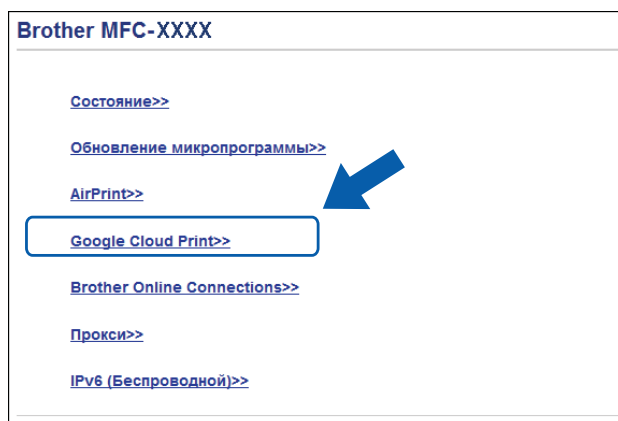 Brother MFC-XXXX
Состояние>>
Обновление микропрограммы>>
AirPrint>>
Google Cloud Print>>
Brother Online Connections>>
Прокси>>
IPv6 (Беспроводной)>>